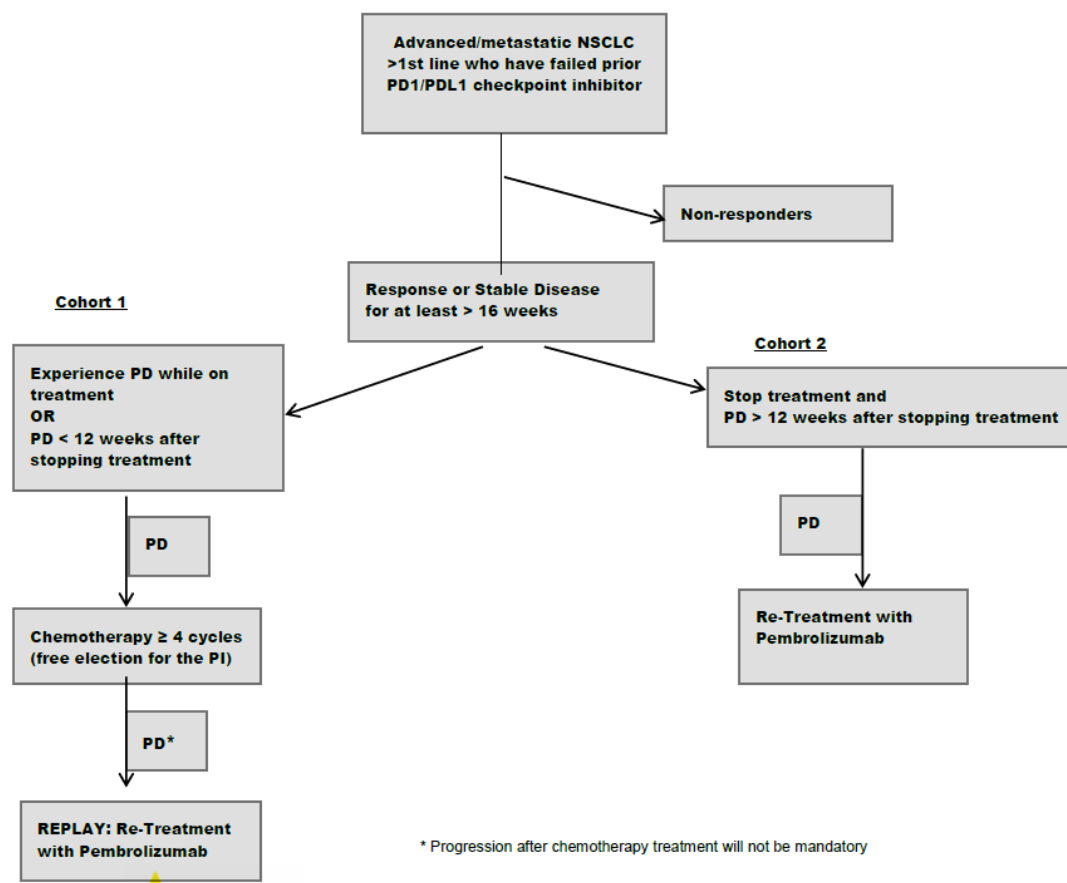 Advanced/metastatic NSCLC
>1st line who have failed prior
PD1/PDL1 checkpoint inhibitor
Non-responders
Response or Stable Disease
for at least > 16 weeks
Cohort 1
Experience PD while on
treatment
OR
PD < 12 weeks after
stopping treatment
PD
Chemotherapy ≥ 4 cycles
(free election for the PI)
PD*
REPLAY: Re-Treatment
with Pembrolizumab
Cohort 2
Stop treatment and
PD > 12 weeks after stopping treatment
PD
Re-Treatment with
Pembrolizumab
* Progression after chemotherapy treatment will not be mandatory